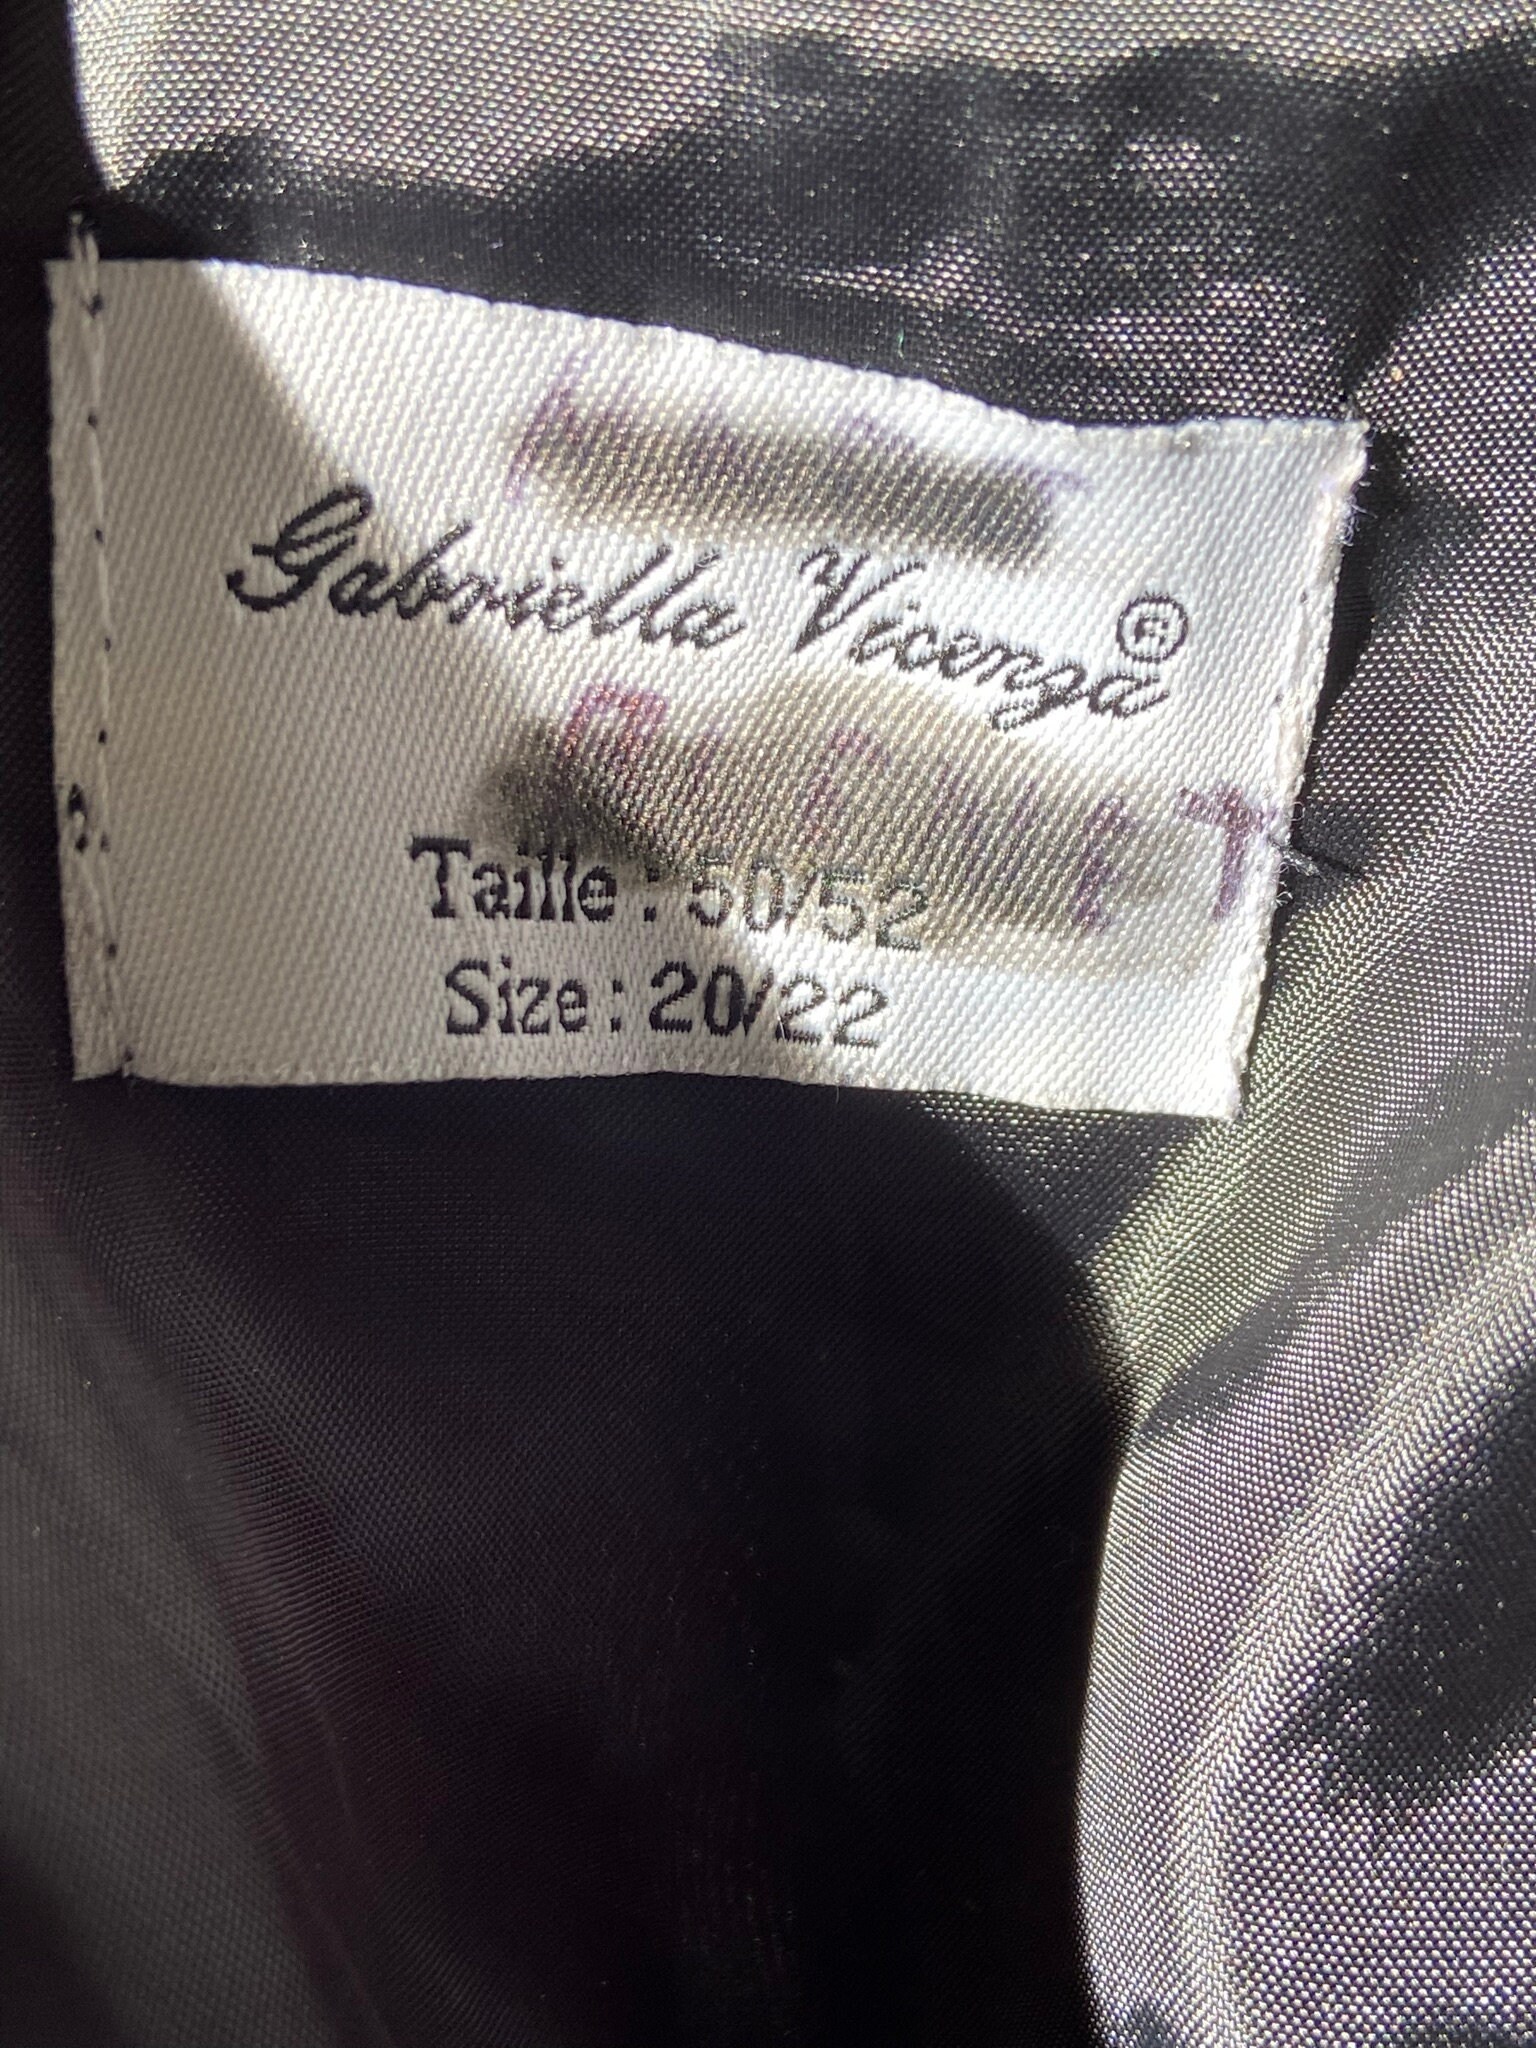 Gabriella Vicenza®
Taille : 50/52
Size : 20/22